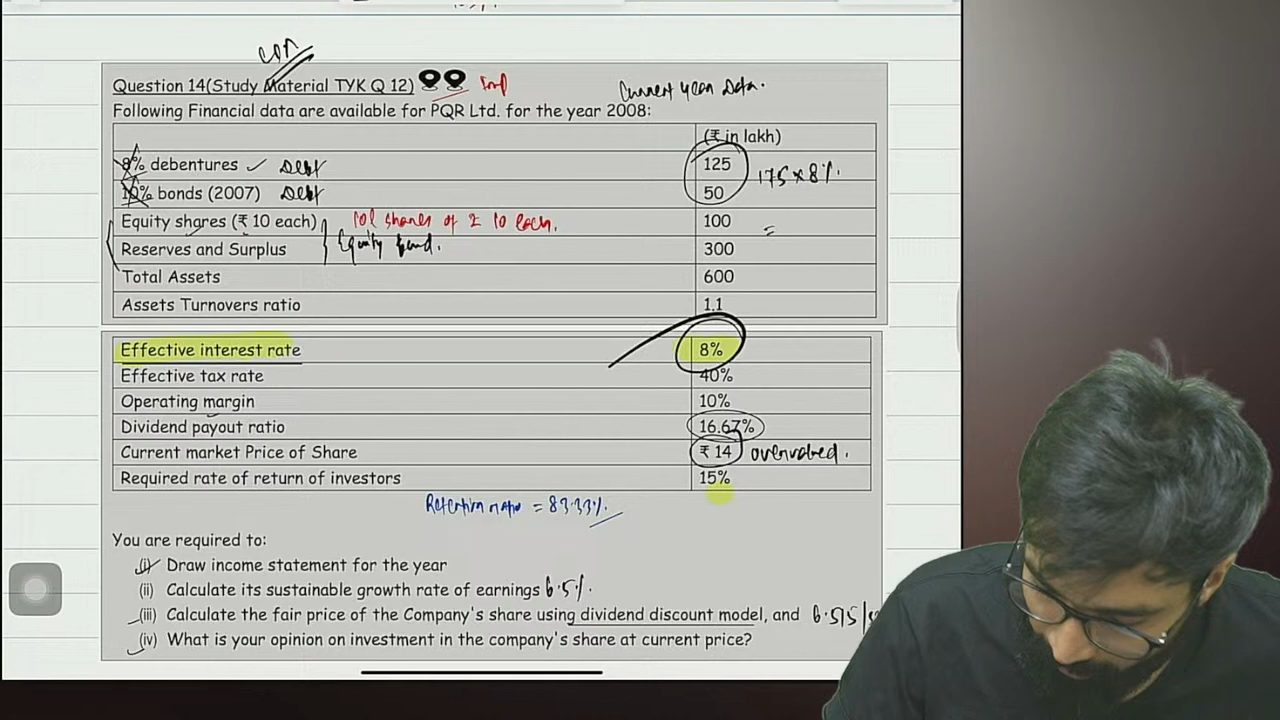 Question 14(Study Material TYK Q 12) Imp
Current year Data.
Following Financial data are available for PQR Ltd. for the year 2008:
(₹ in lakh)
8% debentures ✓ Debt 125
175 × 8%.
10% bonds (2007) Debt 50
Equity shares (₹ 10 each) 10L shares of ₹ 10 each. 100
=
Reserves and Surplus Equity fund. 300
Total Assets 600
Assets Turnovers ratio 1.1
Effective interest rate 8%
Effective tax rate 40%
Operating margin 10%
Dividend payout ratio 16.67%
Current market Price of Share ₹ 14 overvalued.
Required rate of return of investors 15%
Retention ratio = 83.33%.
You are required to:
(i) Draw income statement for the year
(ii) Calculate its sustainable growth rate of earnings 6.5%.
(iii) Calculate the fair price of the Company's share using dividend discount model, and
(iv) What is your opinion on investment in the company's share at current price?